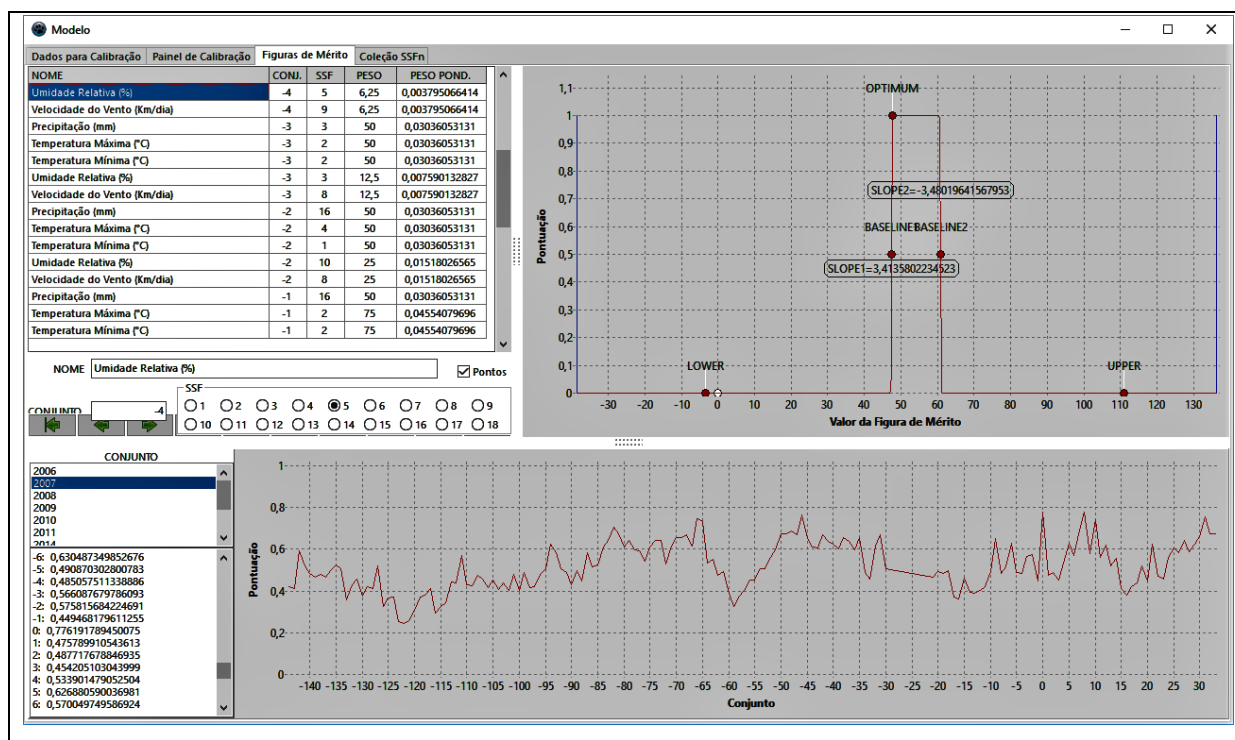 Modelo
Dados para Calibração Painel de Calibração Figuras de Mérito Coleção SSFn
NOME CONJ. SSF PESO PESO POND.
Umidade Relativa (%) -4 5 6,25 0,003795066414
Velocidade do Vento (Km/dia) -4 9 6,25 0,003795066414
Precipitação (mm) -3 3 50 0,03036053131
Temperatura Máxima (°C) -3 2 50 0,03036053131
Temperatura Mínima (°C) -3 2 50 0,03036053131
Umidade Relativa (%) -3 3 12,5 0,007590132827
Velocidade do Vento (Km/dia) -3 8 12,5 0,007590132827
Precipitação (mm) -2 16 50 0,03036053131
Temperatura Máxima (°C) -2 4 50 0,03036053131
Temperatura Mínima (°C) -2 1 50 0,03036053131
Umidade Relativa (%) -2 10 25 0,01518026565
Velocidade do Vento (Km/dia) -2 8 25 0,01518026565
Precipitação (mm) -1 16 50 0,03036053131
Temperatura Máxima (°C) -1 2 75 0,04554079696
Temperatura Mínima (°C) -1 2 75 0,04554079696
NOME Umidade Relativa (%) Pontos
SSF
CONJUNTO -4
1 2 3 4 5 6 7 8 9
10 11 12 13 14 15 16 17 18
1,1
1
0,9
0,8
0,7
0,6
0,5
0,4
0,3
0,2
0,1
0
Pontuação
OPTIMUM
SLOPE2=-3,48019641567953
BASELINE1 BASELINE2
SLOPE1=3,4135802234523
LOWER UPPER
-30 -20 -10 0 10 20 30 40 50 60 70 80 90 100 110 120 130
Valor da Figura de Mérito
CONJUNTO
2006
2007
2008
2009
2010
2011
2014
-6: 0,630487349852676
-5: 0,490870302800783
-4: 0,485057511338886
-3: 0,566087679786093
-2: 0,575815684224691
-1: 0,449468179611255
0: 0,776191789450075
1: 0,475789910543613
2: 0,487717678846935
3: 0,454205103043999
4: 0,533901479052504
5: 0,626880590036981
6: 0,570049749586924
1
0,8
0,6
0,4
0,2
0
Pontuação
-140 -135 -130 -125 -120 -115 -110 -105 -100 -95 -90 -85 -80 -75 -70 -65 -60 -55 -50 -45 -40 -35 -30 -25 -20 -15 -10 -5 0 5 10 15 20 25 30
Conjunto